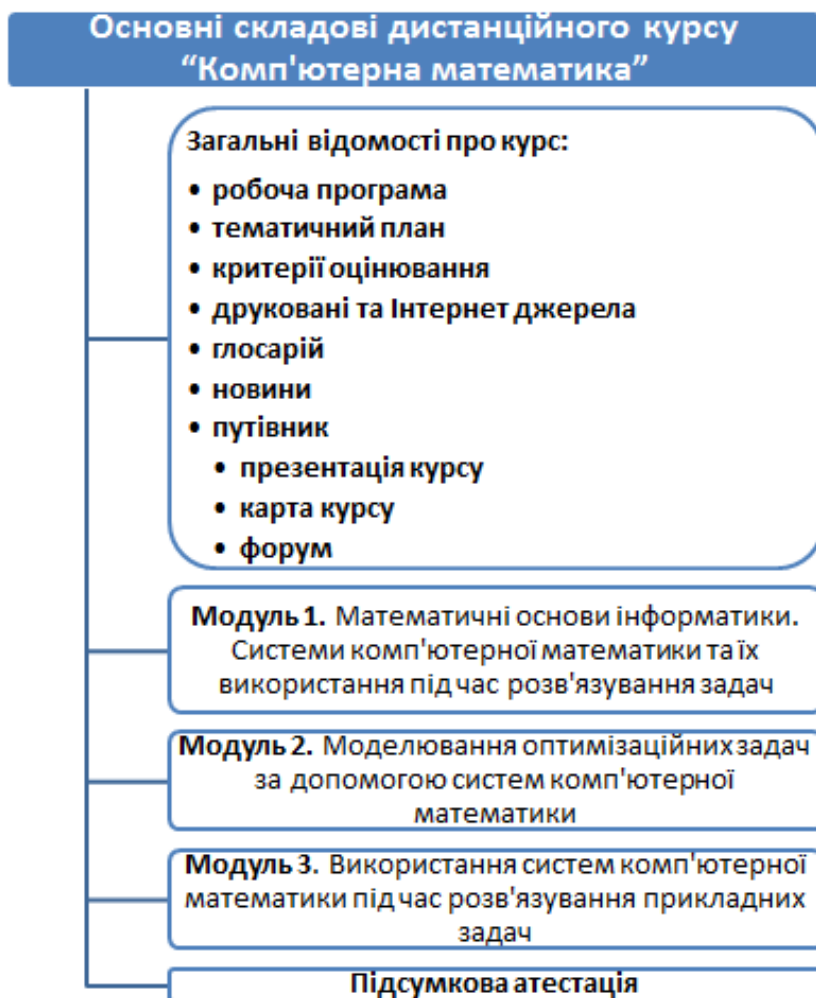 Основні складові дистанційного курсу
“Комп'ютерна математика”
Загальні відомості про курс:
• робоча програма
• тематичний план
• критерії оцінювання
• друковані та Інтернет джерела
• глосарій
• новини
• путівник
• презентація курсу
• карта курсу
• форум
Модуль 1. Математичні основи інформатики.
Системи комп'ютерної математики та їх
використання під час розв'язування задач
Модуль 2. Моделювання оптимізаційних задач
за допомогою систем комп'ютерної
математики
Модуль 3. Використання систем комп'ютерної
математики під час розв'язування прикладних
задач
Підсумкова атестація